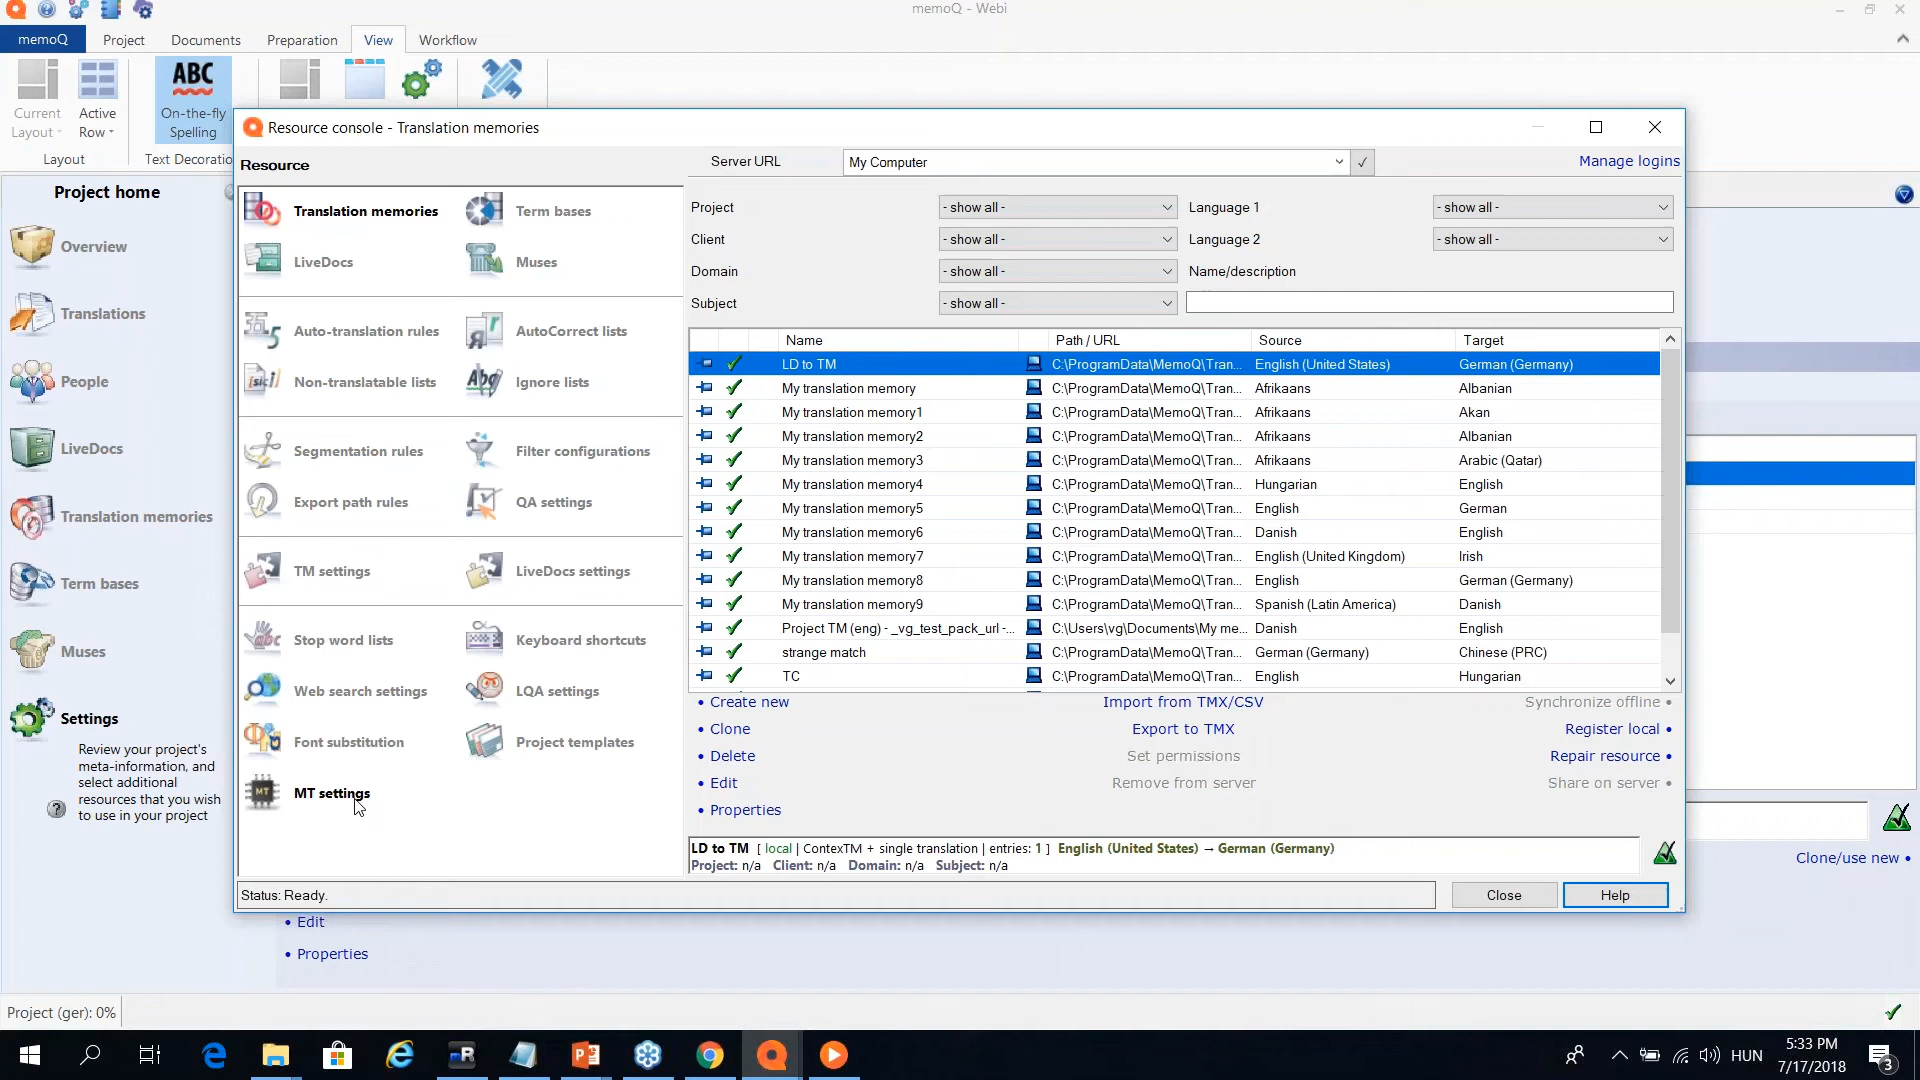 memoQ - Webi
memoQ
Project
Documents
Preparation
View
Workflow
ABC
Current
Layout
Active
Row
On-the-fly
Spelling
Layout
Text Decoratio
Project home
Overview
Translations
People
LiveDocs
Translation memories
Term bases
Muses
Settings
Review your project's
meta-information, and
select additional
resources that you wish
to use in your project
Resource console - Translation memories
Resource
Translation memories
Term bases
LiveDocs
Muses
Auto-translation rules
AutoCorrect lists
Non-translatable lists
Ignore lists
Segmentation rules
Filter configurations
Export path rules
QA settings
TM settings
LiveDocs settings
Stop word lists
Keyboard shortcuts
Web search settings
LQA settings
Font substitution
Project templates
MT settings
Server URL
My Computer
Manage logins
Project - show all - Language 1 - show all -
Client - show all - Language 2 - show all -
Domain - show all - Name/description
Subject - show all -
Name Path / URL Source Target
LD to TM C:\ProgramData\MemoQ\Tran... English (United States) German (Germany)
My translation memory C:\ProgramData\MemoQ\Tran... Afrikaans Albanian
My translation memory1 C:\ProgramData\MemoQ\Tran... Afrikaans Akan
My translation memory2 C:\ProgramData\MemoQ\Tran... Afrikaans Albanian
My translation memory3 C:\ProgramData\MemoQ\Tran... Afrikaans Arabic (Qatar)
My translation memory4 C:\ProgramData\MemoQ\Tran... Hungarian English
My translation memory5 C:\ProgramData\MemoQ\Tran... English German
My translation memory6 C:\ProgramData\MemoQ\Tran... Danish English
My translation memory7 C:\ProgramData\MemoQ\Tran... English (United Kingdom) Irish
My translation memory8 C:\ProgramData\MemoQ\Tran... English German (Germany)
My translation memory9 C:\ProgramData\MemoQ\Tran... Spanish (Latin America) Danish
Project TM (eng) - _vg_test_pack_url -... C:\Users\vg\Documents\My me... Danish English
strange match C:\ProgramData\MemoQ\Tran... German (Germany) Chinese (PRC)
TC C:\ProgramData\MemoQ\Tran... English Hungarian
• Create new Import from TMX/CSV Synchronize offline •
• Clone Export to TMX Register local •
• Delete Set permissions Repair resource •
• Edit Remove from server Share on server •
• Properties
LD to TM [ local | ContexTM + single translation | entries: 1 ] English (United States) → German (Germany)
Project: n/a Client: n/a Domain: n/a Subject: n/a
Status: Ready.
Close
Help
Clone/use new •
• Edit
• Properties
Project (ger): 0%
HUN
5:33 PM
7/17/2018
3